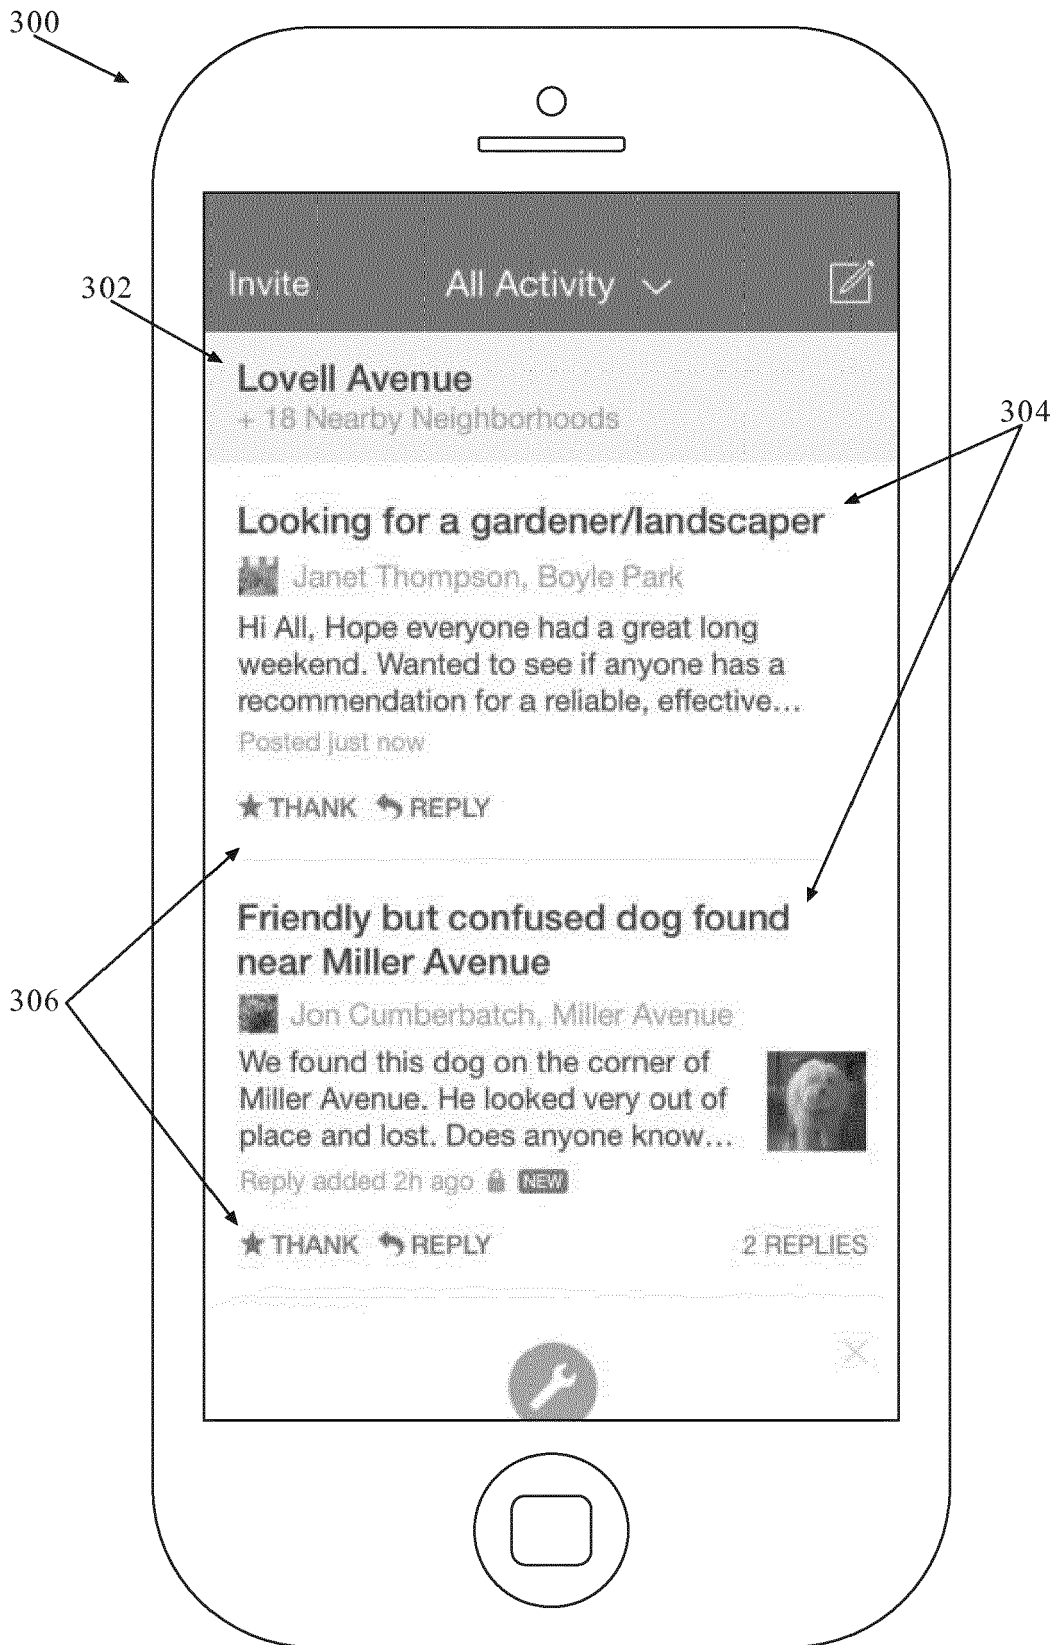 300
Invite All Activity
302
Lovell Avenue
+ 18 Nearby Neighborhoods
304
Looking for a gardener/landscaper
Janet Thompson, Boyle Park
Hi All, Hope everyone had a great long
weekend. Wanted to see if anyone has a
recommendation for a reliable, effective...
Posted just now
THANK REPLY
Friendly but confused dog found
near Miller Avenue
306
Jon Cumberbatch, Miller Avenue
We found this dog on the corner of
Miller Avenue. He looked very out of
place and lost. Does anyone know...
Reply added 2h ago NEW
THANK REPLY 2 REPLIES